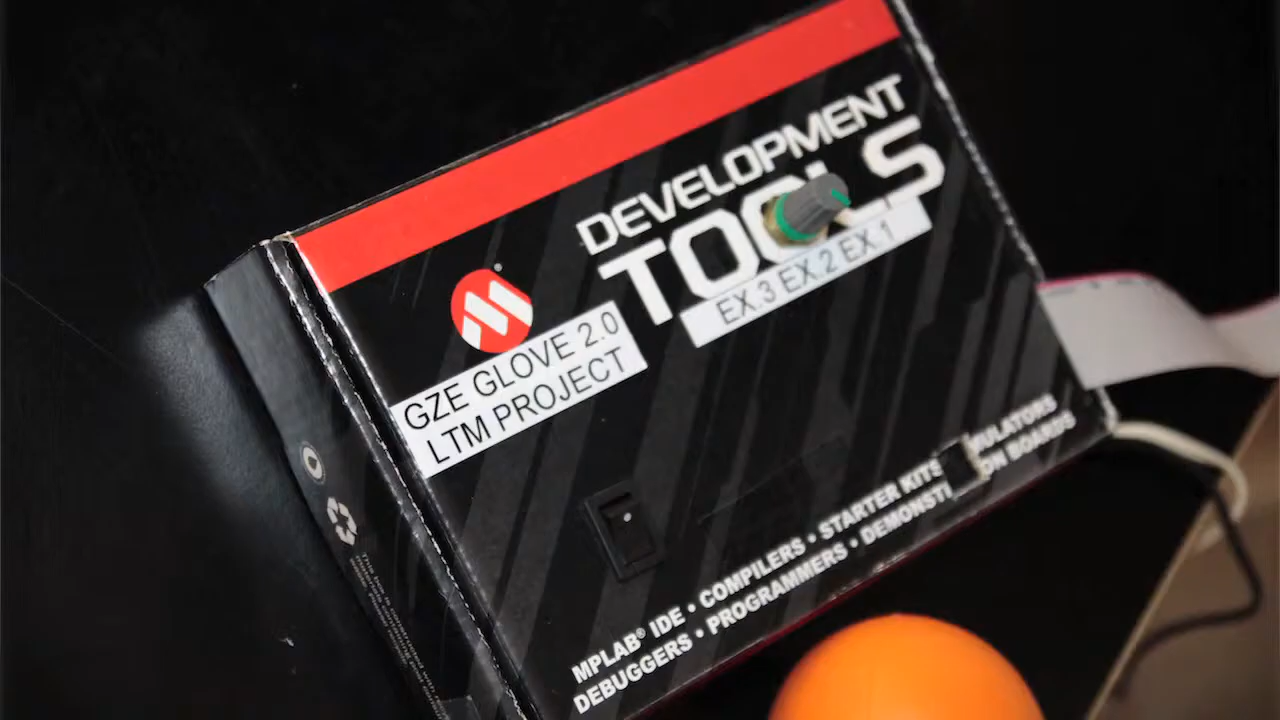 DEVELOPMENT
TOOLS
EX.3 EX.2 EX.1
GZE GLOVE 2.0
LTM PROJECT
MPLAB® IDE • COMPILERS • STARTER KITS
DEBUGGERS • PROGRAMMERS •